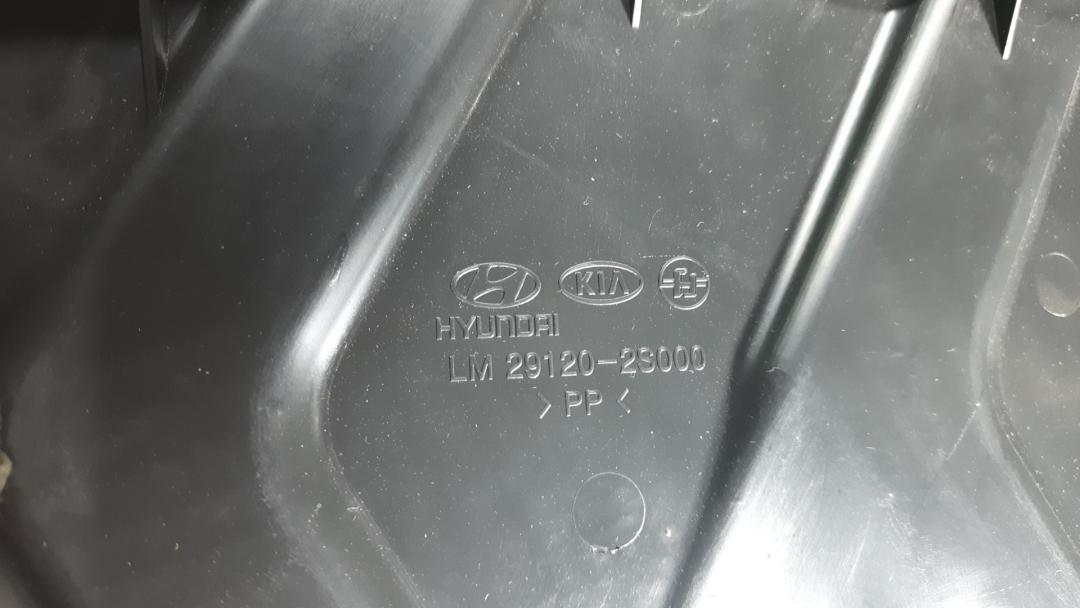 KIA
HYUNDAI
LM 29120-2S000
> PP <